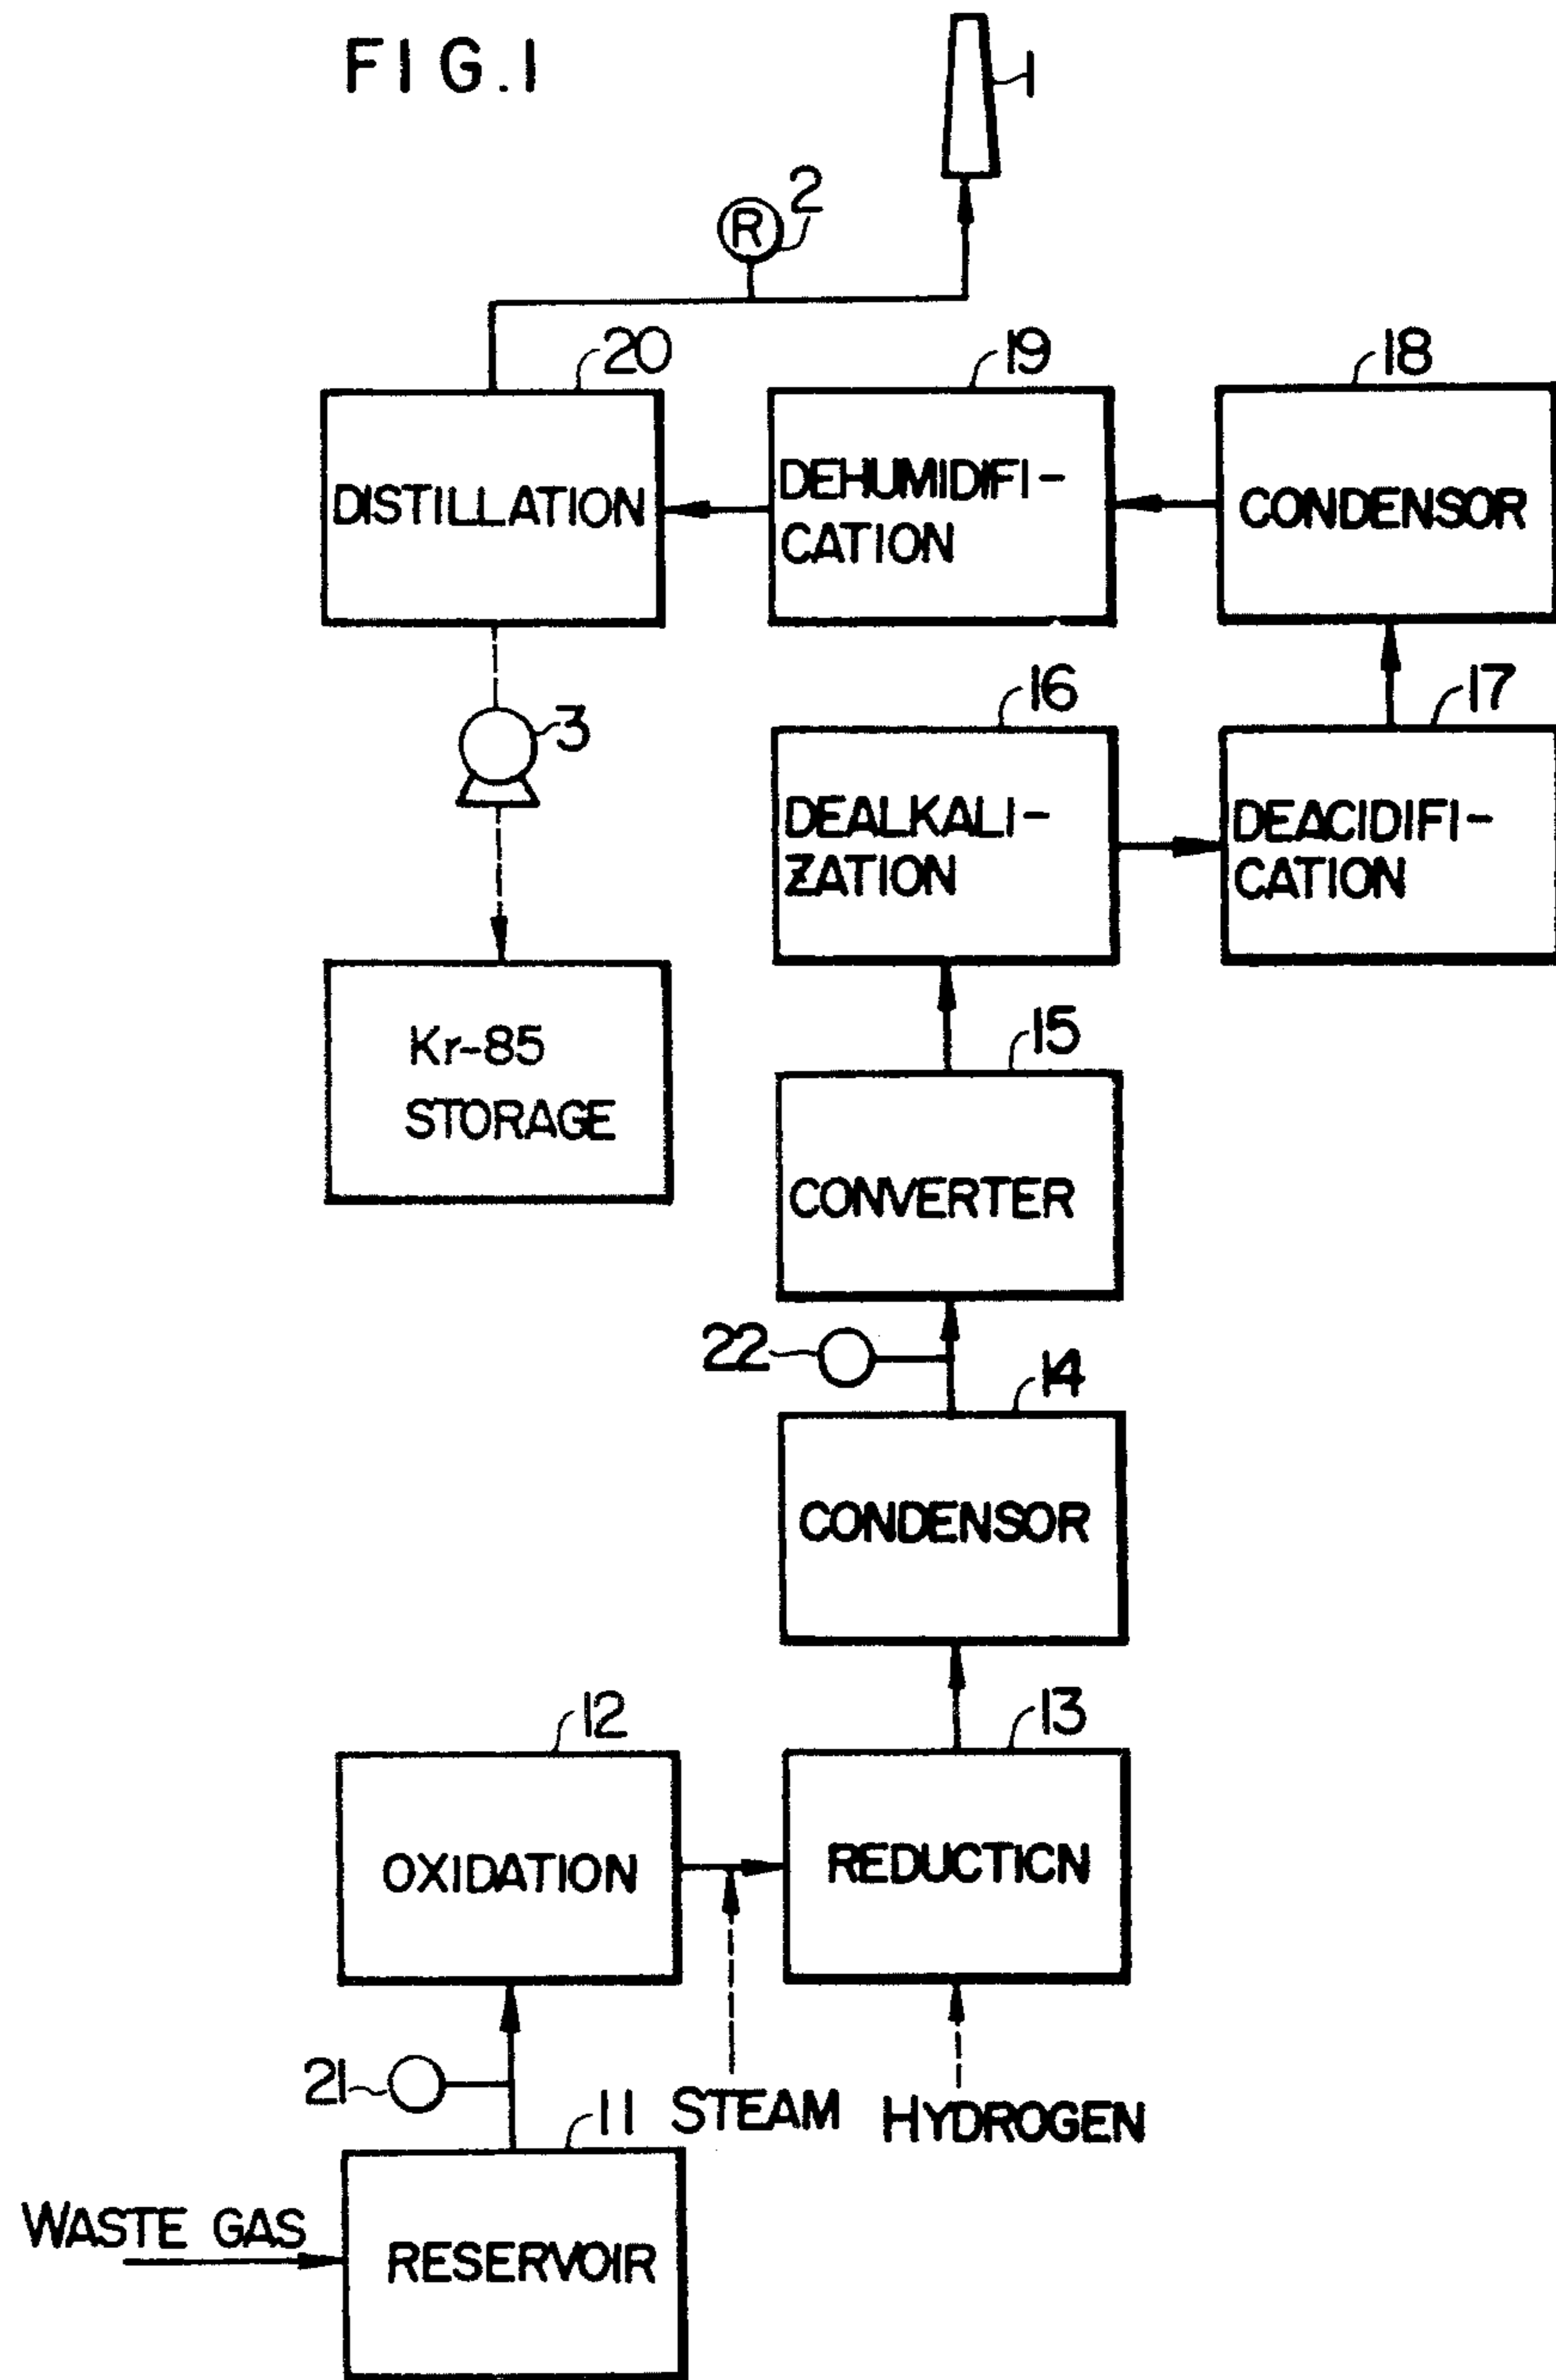 FIG.1
1
2
R
20
19
18
DISTILLATION
DEHUMIDIFI-
CATION
CONDENSOR
3
16
17
DEALKALI-
ZATION
DEACIDIFI-
CATION
Kr-85
STORAGE
15
CONVERTER
22
14
CONDENSOR
12
13
OXIDATION
REDUCTION
21
11
STEAM
HYDROGEN
WASTE GAS
RESERVOIR